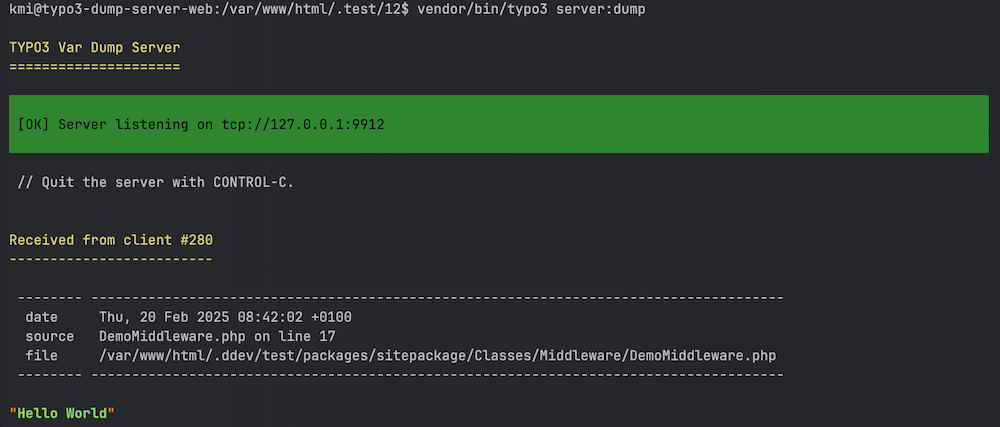 kmi@typo3-dump-server-web:/var/www/html/.test/12$ vendor/bin/typo3 server:dump
TYPO3 Var Dump Server
=====================
[OK] Server listening on tcp://127.0.0.1:9912
// Quit the server with CONTROL-C.
Received from client #280
-------------------------
-------- -------------------------------------------------------------------------------------
date Thu, 20 Feb 2025 08:42:02 +0100
source DemoMiddleware.php on line 17
file /var/www/html/.ddev/test/packages/sitepackage/Classes/Middleware/DemoMiddleware.php
-------- -------------------------------------------------------------------------------------
"Hello World"